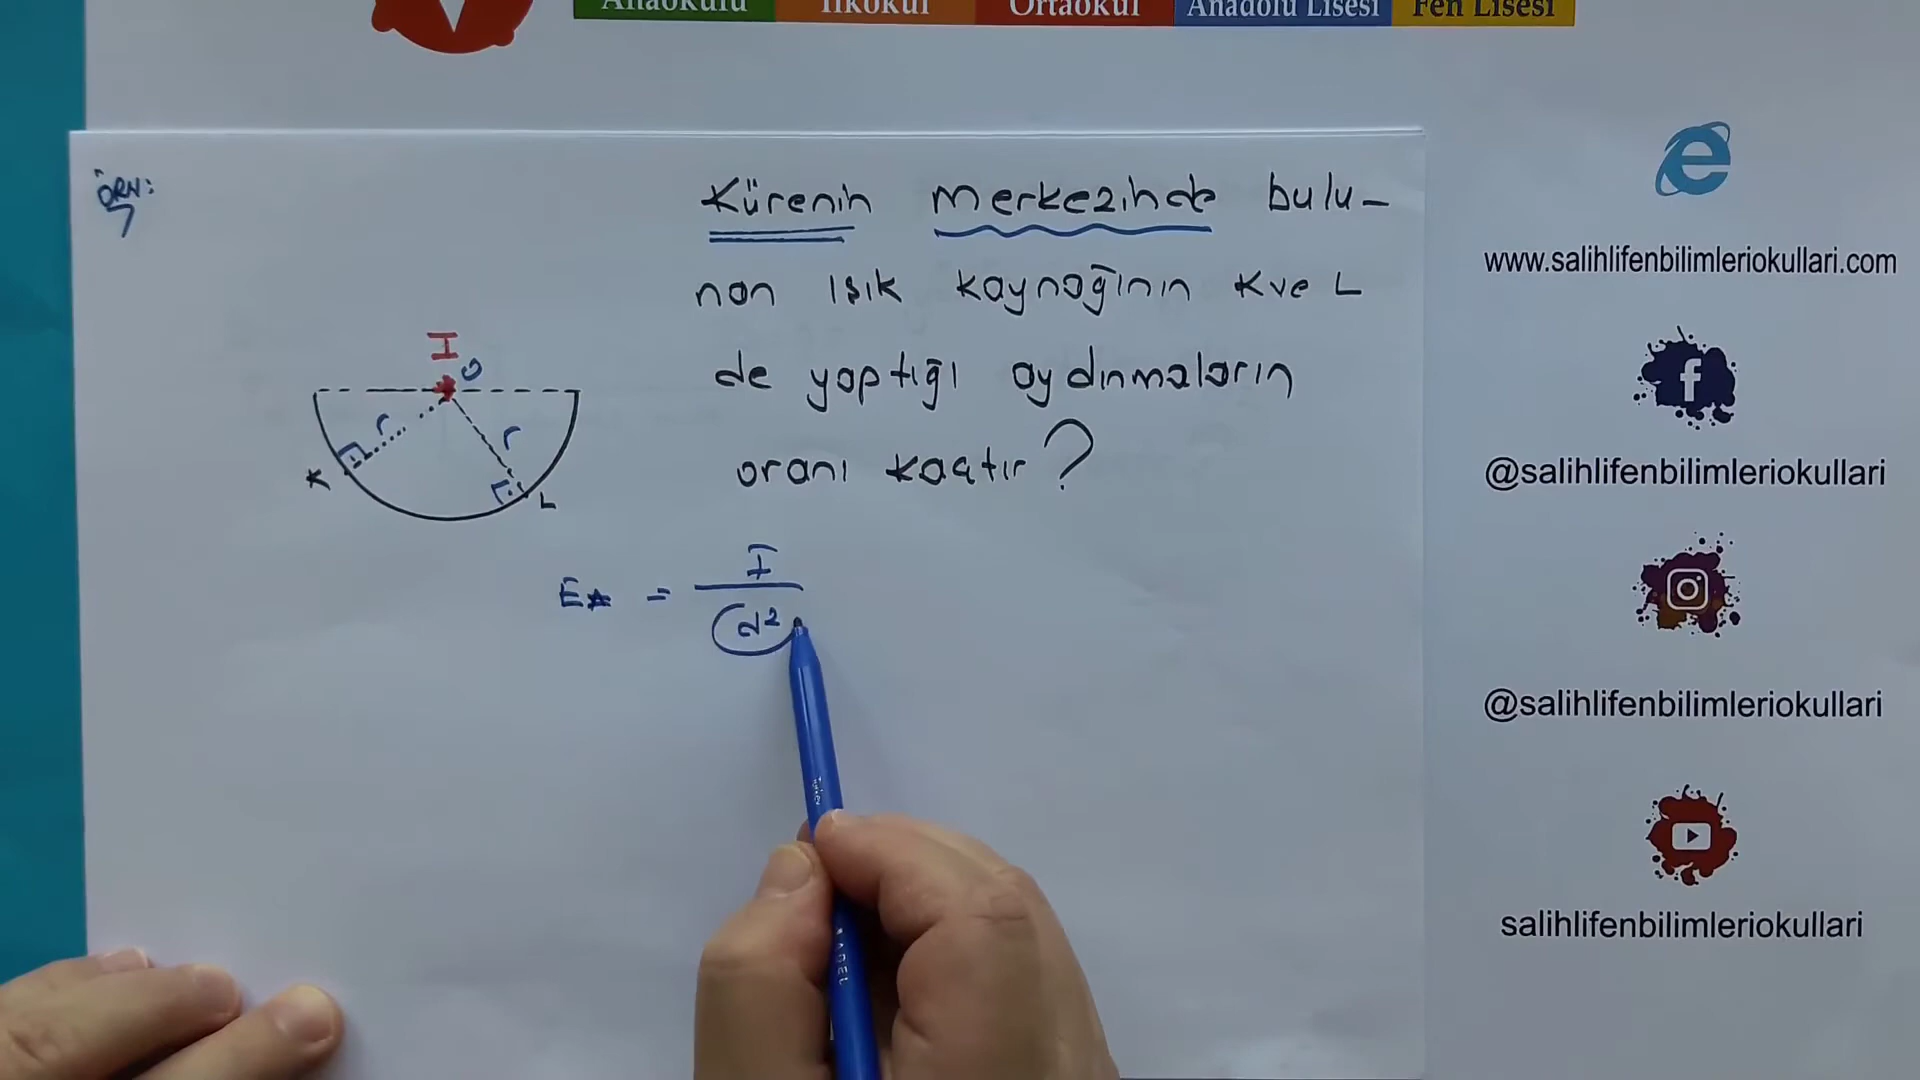 Anaokulu İlkokul Ortaokul Anadolu Lisesi Fen Lisesi
ÖRN:
7
Kürenin merkezinde bulu-
nan ışık kaynağının K ve L
de yaptığı aydınmaların
oranı kaçtır?
I
O
r r
K
L
E = I
d²
www.salihlifenbilimleriokullari.com
@salihlifenbilimleriokullari
@salihlifenbilimleriokullari
salihlifenbilimleriokullari